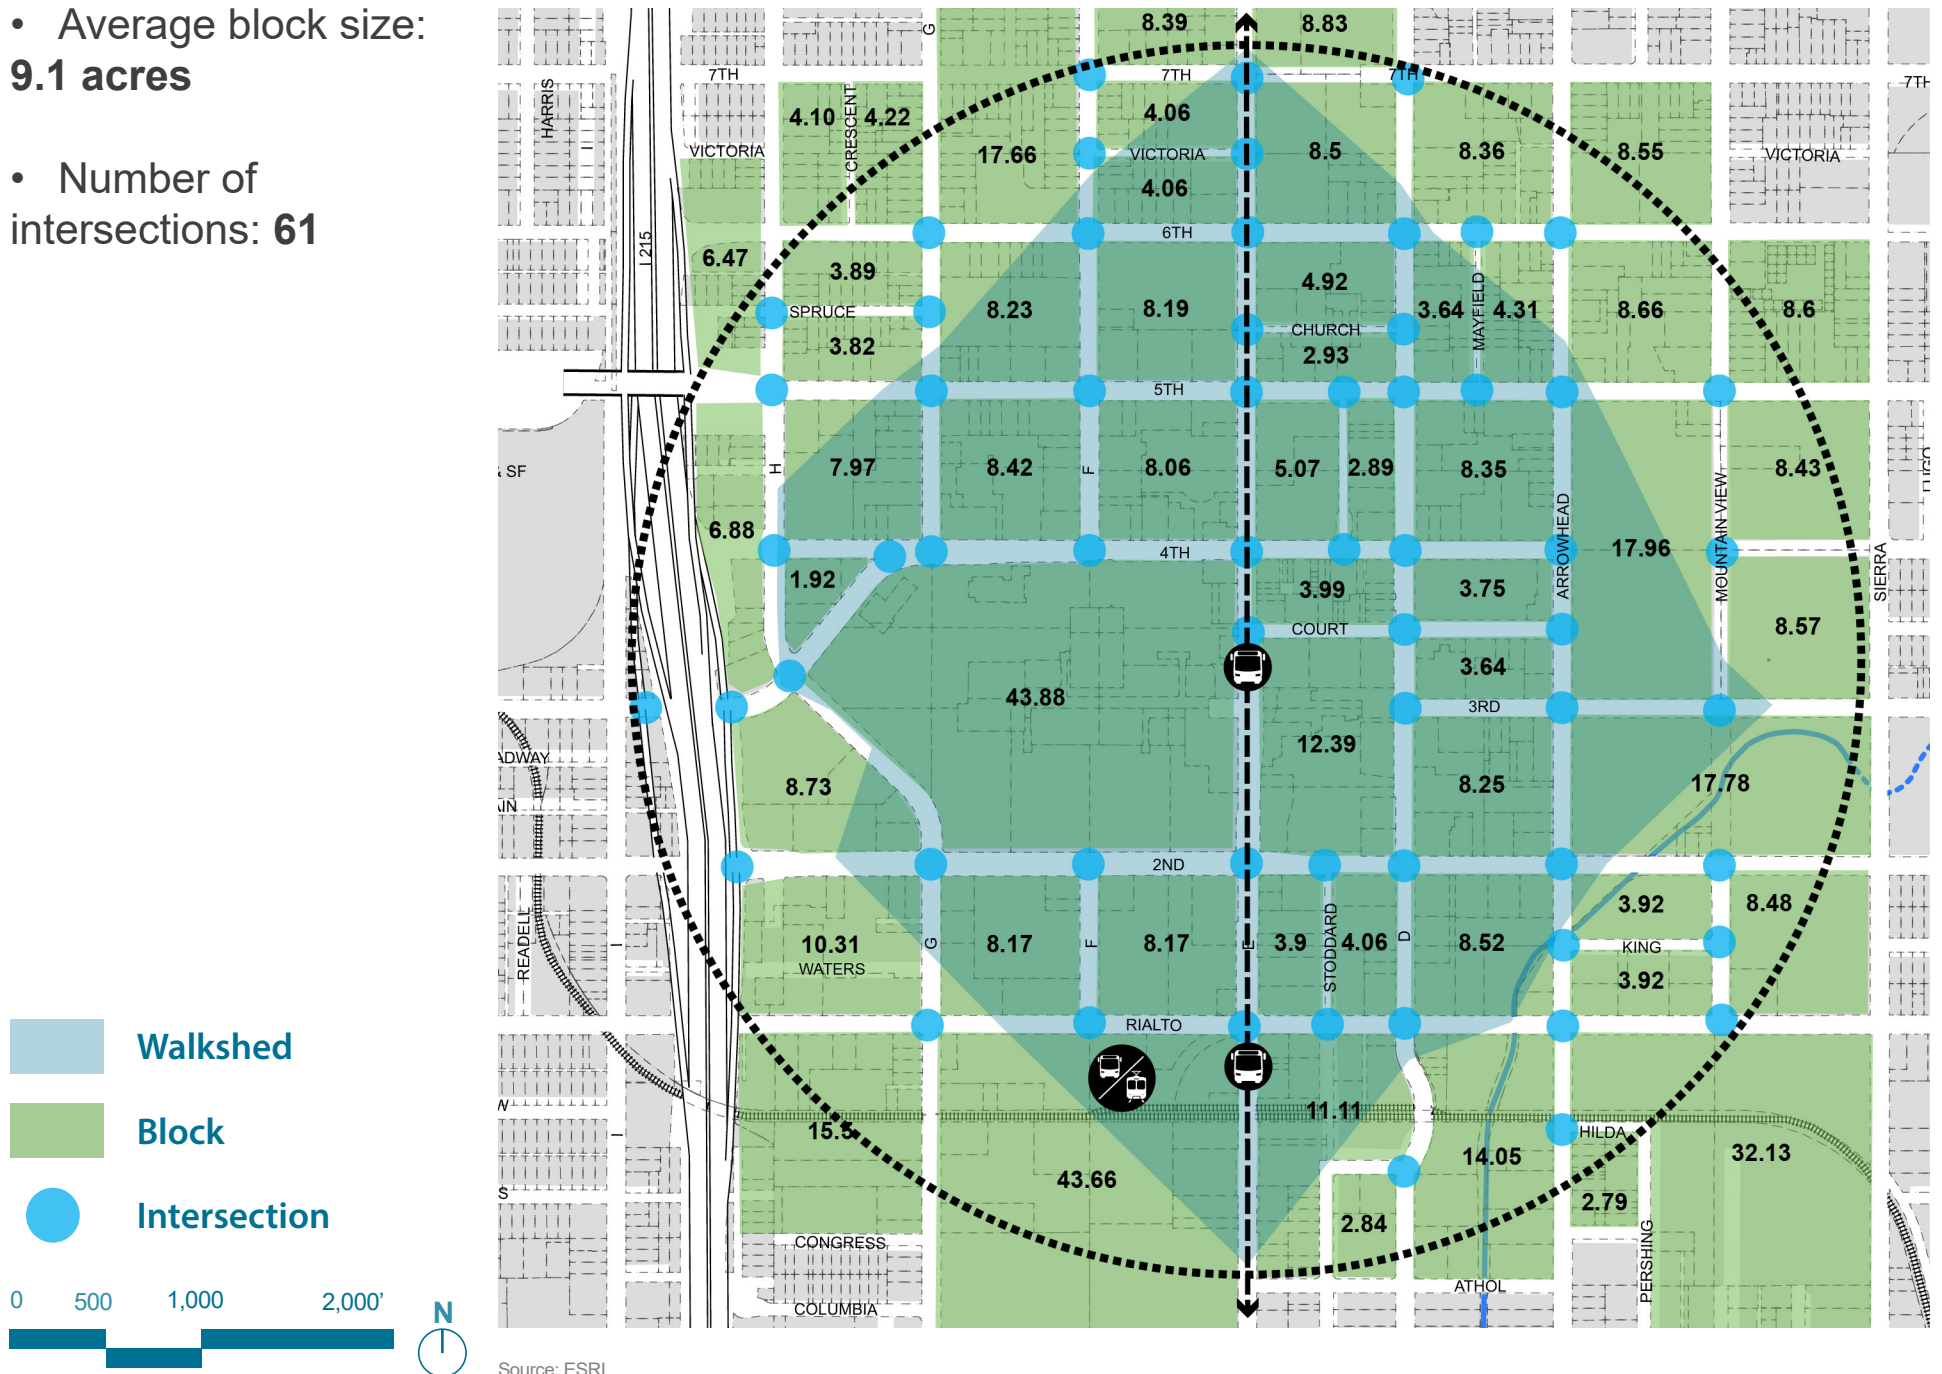 • Average block size:
9.1 acres
• Number of
intersections: 61
Walkshed
Block
Intersection
0 500 1,000 2,000'
N
G
8.39
8.83
7TH
7TH
7TH
7TH
HARRIS
CRESCENT
4.10
4.22
4.06
VICTORIA
17.66
VICTORIA
8.5
8.36
8.55
VICTORIA
4.06
6TH
I 215
6.47
3.89
4.92
SPRUCE
8.23
8.19
3.64
MAYFIELD
4.31
8.66
8.6
CHURCH
3.82
2.93
5TH
& SF
H
7.97
8.42
F
8.06
5.07
2.89
8.35
8.43
6.88
ARROWHEAD
MOUNTAIN VIEW
4TH
17.96
SIERRA
1.92
3.99
3.75
COURT
8.57
43.88
3.64
3RD
12.39
ADWAY
8.73
8.25
17.78
AIN
2ND
READELL
3.92
8.48
10.31
WATERS
G
8.17
F
8.17
E
3.9
STODDARD
4.06
D
8.52
KING
3.92
RIALTO
W
11.11
15.5
HILDA
43.66
14.05
32.13
S
2.84
2.79
CONGRESS
PERSHING
ATHOL
COLUMBIA
Source: ESRI